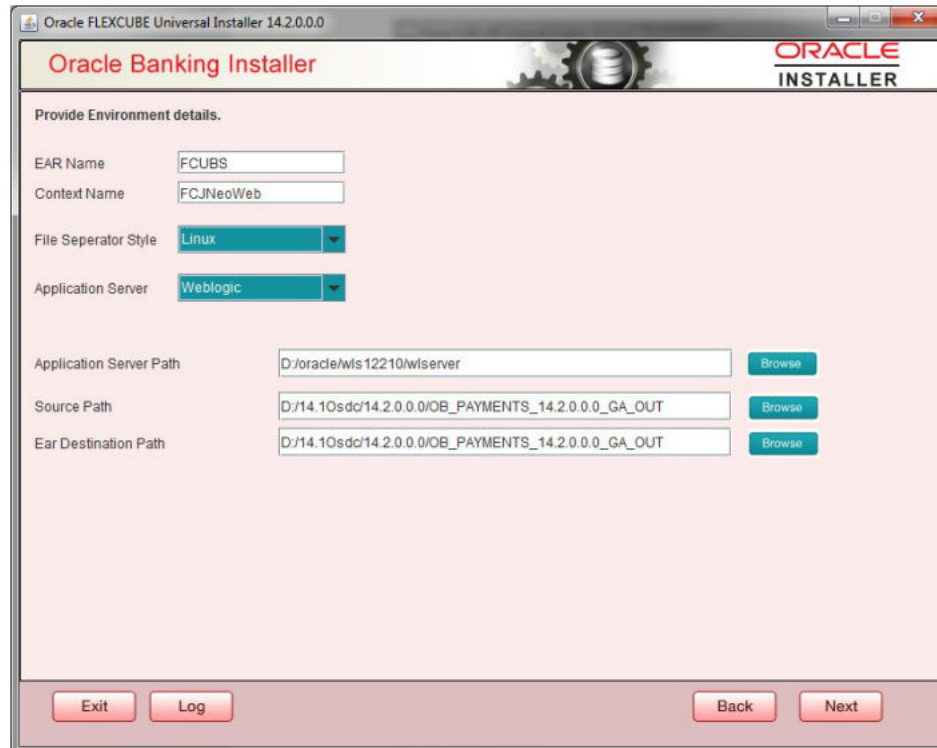 Oracle FLEXCUBE Universal Installer 14.2.0.0.0
Oracle Banking Installer
ORACLE
INSTALLER
Provide Environment details.
EAR Name FCUBS
Context Name FCJNeoWeb
File Seperator Style Linux
Application Server Weblogic
Application Server Path D:/oracle/wls12210/wlserver Browse
Source Path D:/14.1Osdc/14.2.0.0.0/OB_PAYMENTS_14.2.0.0.0_GA_OUT Browse
Ear Destination Path D:/14.1Osdc/14.2.0.0.0/OB_PAYMENTS_14.2.0.0.0_GA_OUT Browse
Exit Log Back Next